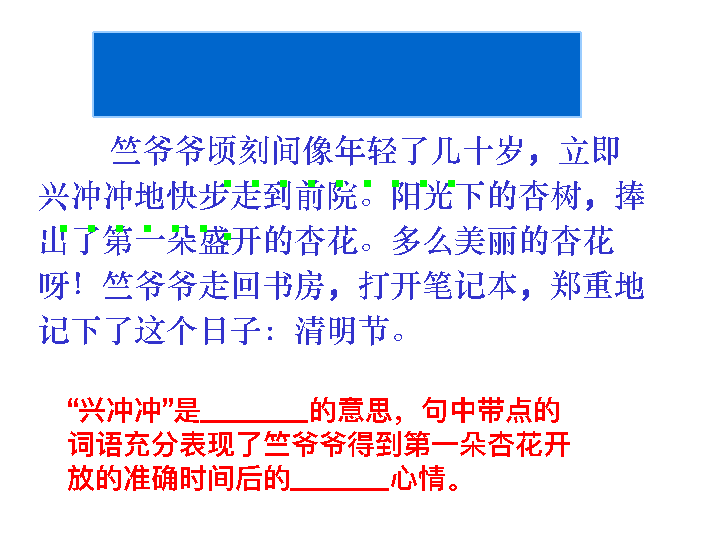 竺爷爷顷刻间像年轻了几十岁，立即
兴冲冲地快步走到前院。阳光下的杏树，捧
出了第一朵盛开的杏花。多么美丽的杏花
呀！竺爷爷走回书房，打开笔记本，郑重地
记下了这个日子：清明节。
“兴冲冲”是________的意思，句中带点的
词语充分表现了竺爷爷得到第一朵杏花开
放的准确时间后的_______心情。